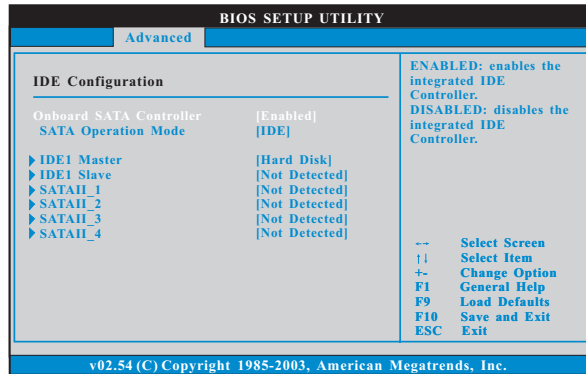 BIOS SETUP UTILITY
Advanced
IDE Configuration
Onboard SATA Controller [Enabled]
SATA Operation Mode [IDE]
IDE1 Master [Hard Disk]
IDE1 Slave [Not Detected]
SATAII_1 [Not Detected]
SATAII_2 [Not Detected]
SATAII_3 [Not Detected]
SATAII_4 [Not Detected]
ENABLED: enables the
integrated IDE
Controller.
DISABLED: disables the
integrated IDE
Controller.
←→ Select Screen
↑↓ Select Item
+- Change Option
F1 General Help
F9 Load Defaults
F10 Save and Exit
ESC Exit
v02.54 (C) Copyright 1985-2003, American Megatrends, Inc.